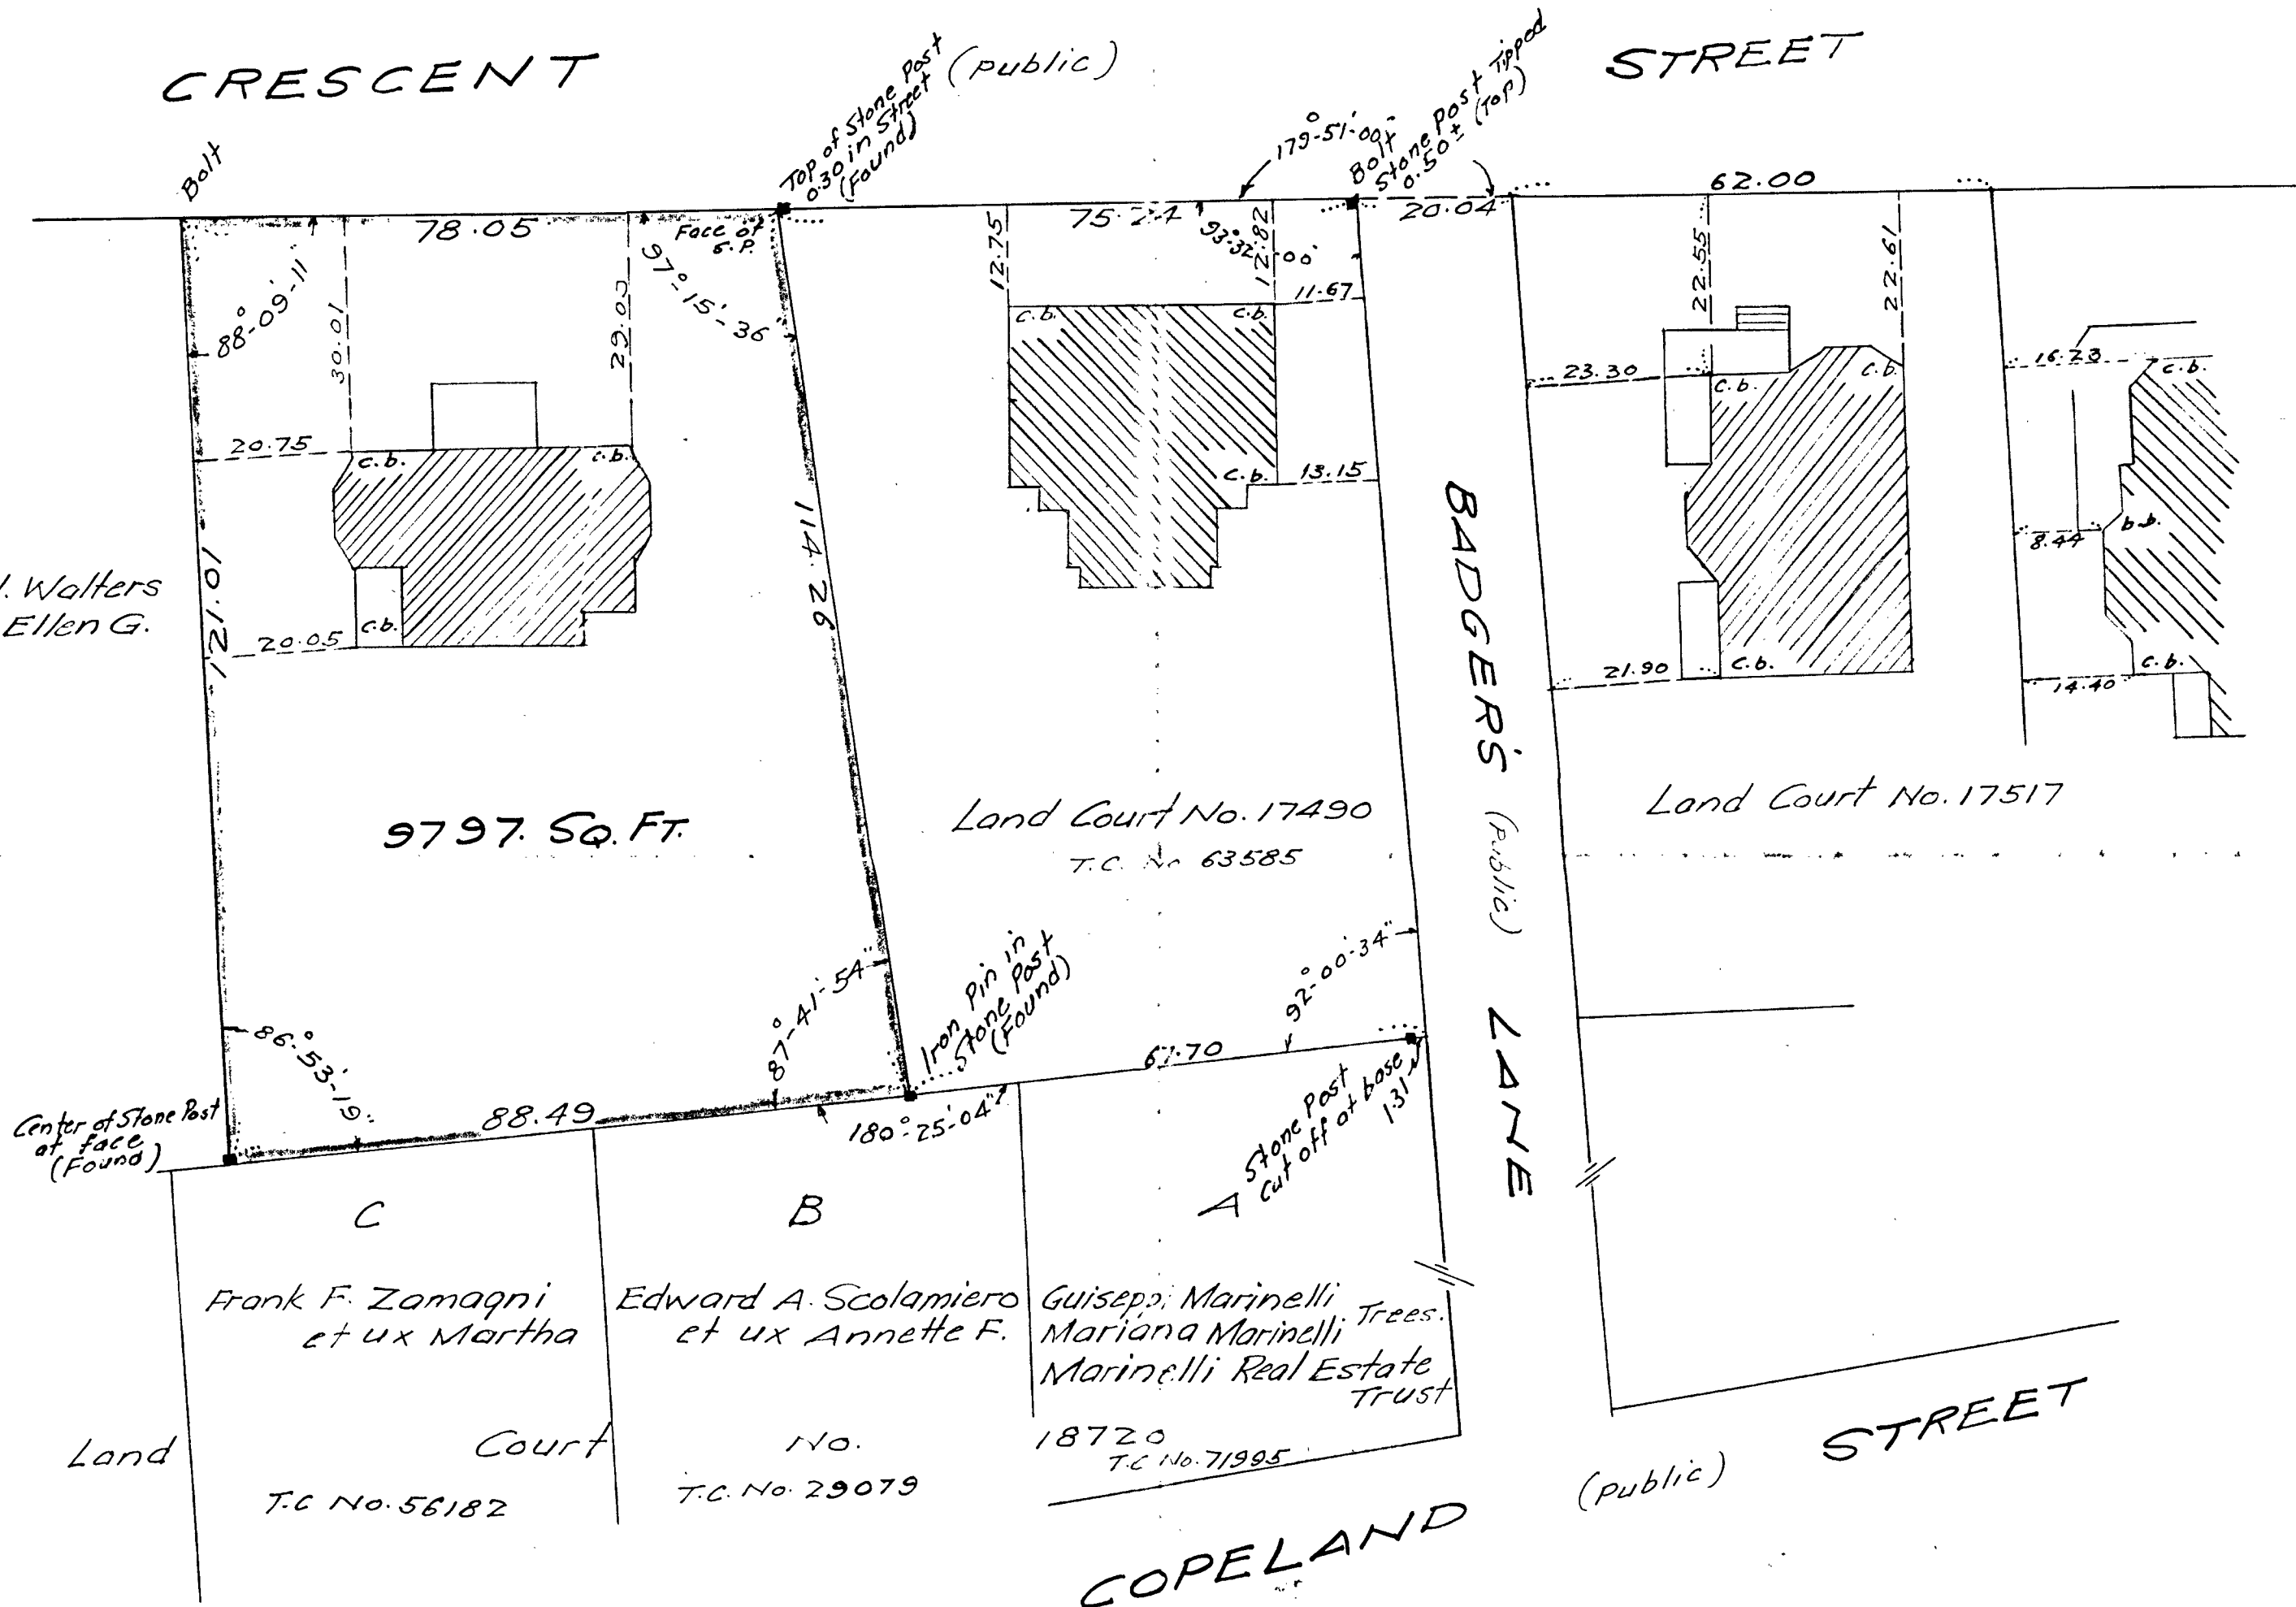 CRESCENT
(public)
STREET
Bolt
Top of Stone Post
0.30 in Street
(Found)
179°-51'-00"
Bolt
Stone Post Tipped
0.50± (Top)
78.05
Face of
S.P.
75.24
20.04
62.00
88°-09'-11"
30.01
29.03
97°-15'-36"
12.75
12.82
93°-32'-00"
11.67
22.55
22.61
c.b.
c.b.
23.30
c.b.
c.b.
16.23
c.b.
20.75
c.b.
c.b.
c.b.
13.15
114.26
8.44
b.b.
Walters
Ellen G.
20.05
c.b.
21.90
c.b.
14.40
c.b.
BADGER'S (public) LANE
9797. SQ. FT.
Land Court No. 17490
T.C. No 63585
Land Court No. 17517
86°-53'-19"
87°-41'-54"
Iron Pin in
Stone Post
(Found)
92°-00'-34"
67.70
Center of Stone Post
at face
(Found)
88.49
180°-25'-04"
Stone Post
Cut off at base
1.31
C
B
A
Frank F. Zamagni
et ux Martha
Edward A. Scolamiero
et ux Annette F.
Guiseppi Marinelli
Mariana Marinelli Trees.
Marinelli Real Estate
Trust
Land Court No. 18720
T.C No. 56182
T.C. No. 29079
T.C No. 71995
COPELAND
(public)
STREET